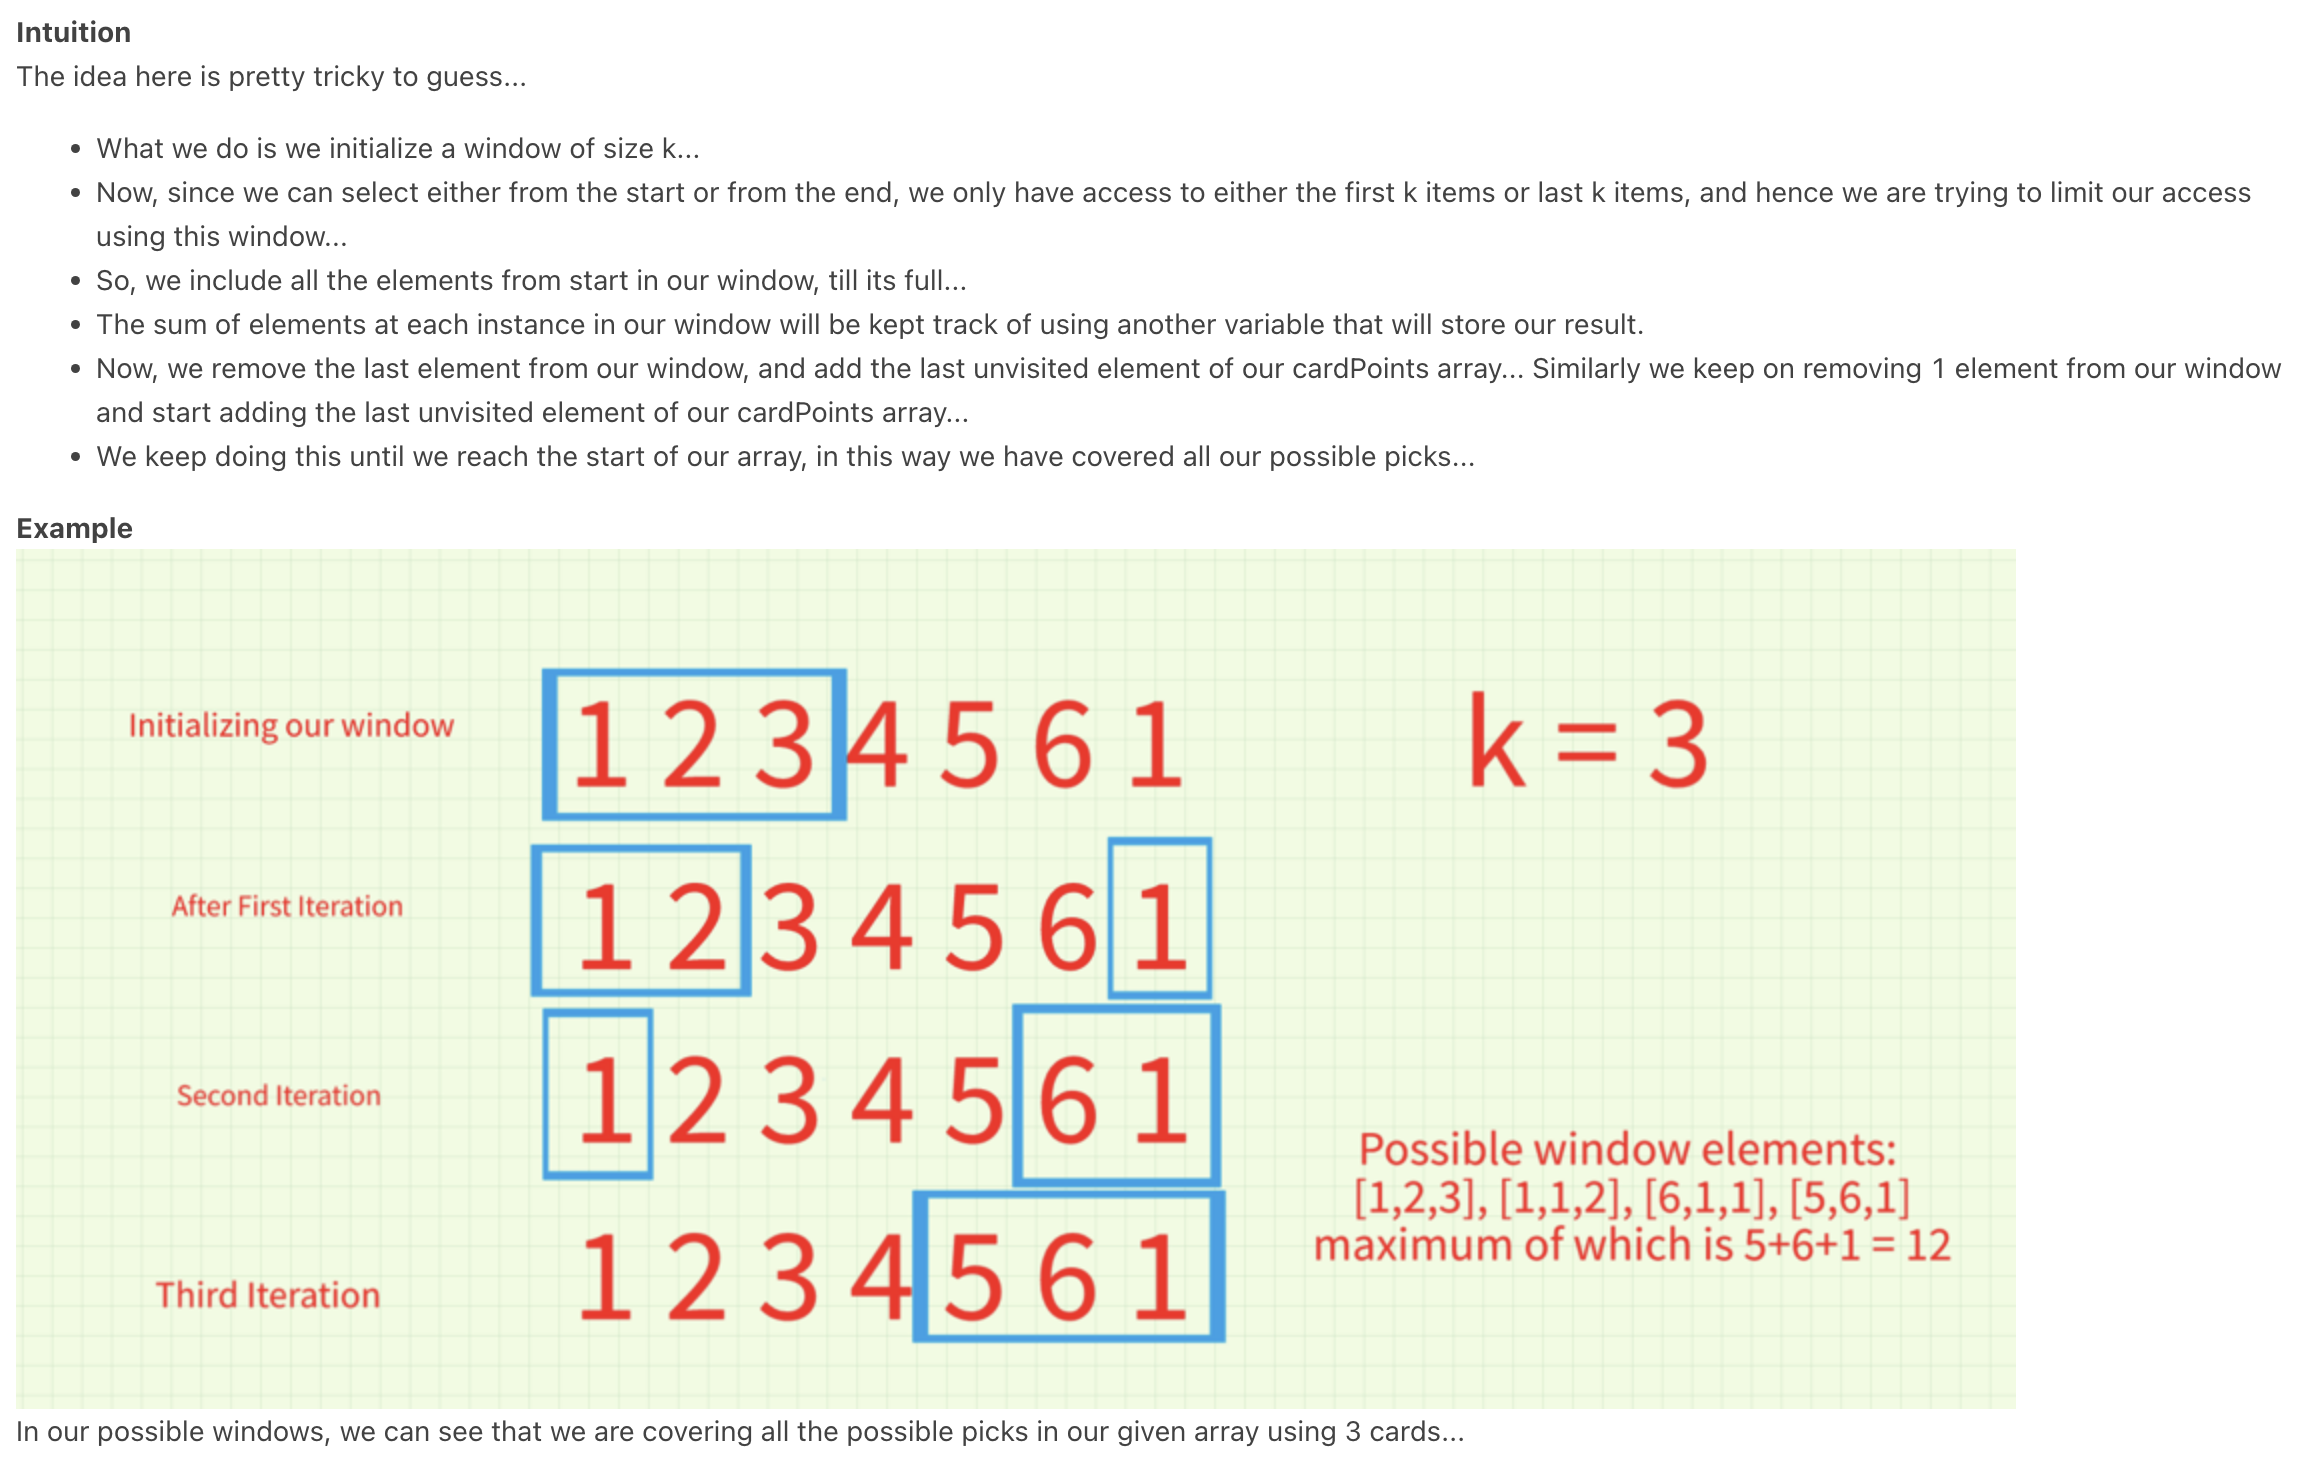 Intuition
The idea here is pretty tricky to guess...
• What we do is we initialize a window of size k...
• Now, since we can select either from the start or from the end, we only have access to either the first k items or last k items, and hence we are trying to limit our access
using this window...
• So, we include all the elements from start in our window, till its full...
• The sum of elements at each instance in our window will be kept track of using another variable that will store our result.
• Now, we remove the last element from our window, and add the last unvisited element of our cardPoints array... Similarly we keep on removing 1 element from our window
and start adding the last unvisited element of our cardPoints array...
• We keep doing this until we reach the start of our array, in this way we have covered all our possible picks...
Example
Initializing our window 1 2 3 4 5 6 1 k = 3
After First Iteration 1 2 3 4 5 6 1
Second Iteration 1 2 3 4 5 6 1
Possible window elements:
[1,2,3], [1,1,2], [6,1,1], [5,6,1]
maximum of which is 5+6+1 = 12
Third Iteration 1 2 3 4 5 6 1
In our possible windows, we can see that we are covering all the possible picks in our given array using 3 cards...